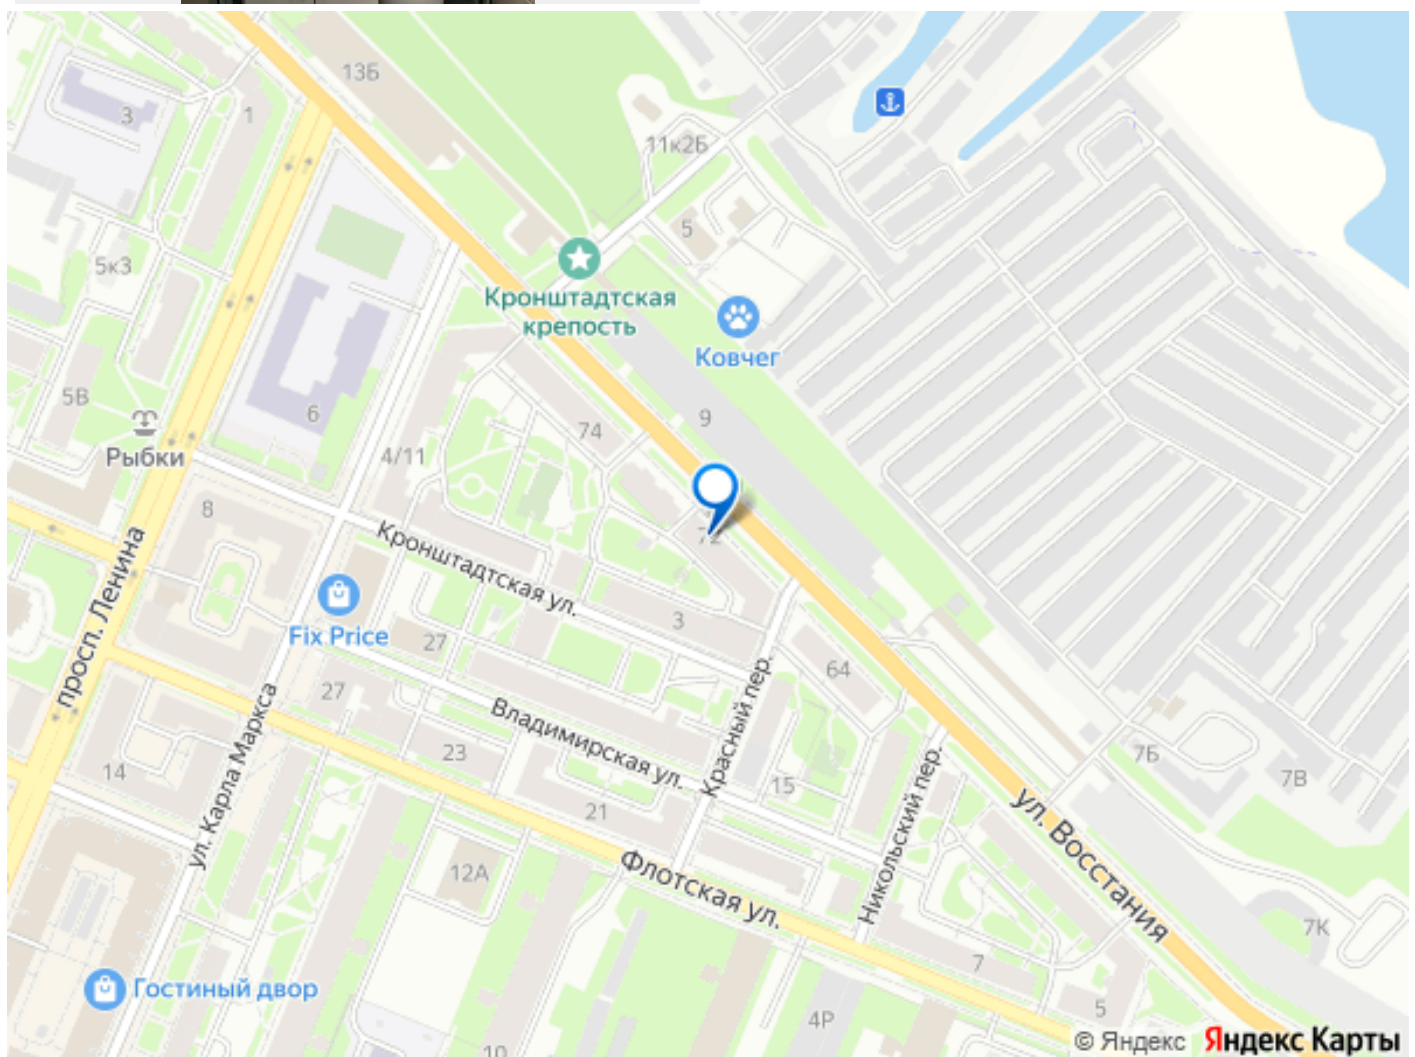 13Б
3
1
11к2Б
5
5к3
Кронштадтская
крепость
Ковчег
5В
6
74
9
4/11
Рыбки
8
72
Кронштадтская ул.
просп. Ленина
Fix Price
27
3
64
Красный пер.
27
Владимирская ул.
ул. Карла Маркса
23
14
15
Никольский пер.
7Б
7В
21
ул. Восстания
12А
Флотская ул.
7К
7
Гостиный двор
5
4Р
10
© Яндекс Яндекс Карты